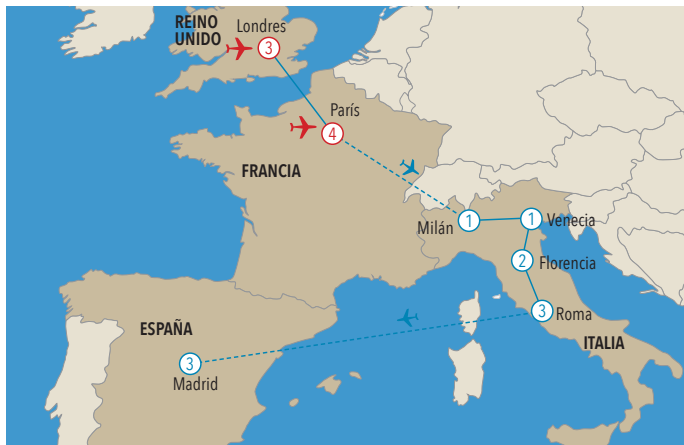 REINO
UNIDO
Londres
3
París
4
FRANCIA
Milán
1
1
Venecia
2
Florencia
3
Roma
ITALIA
ESPAÑA
3
Madrid